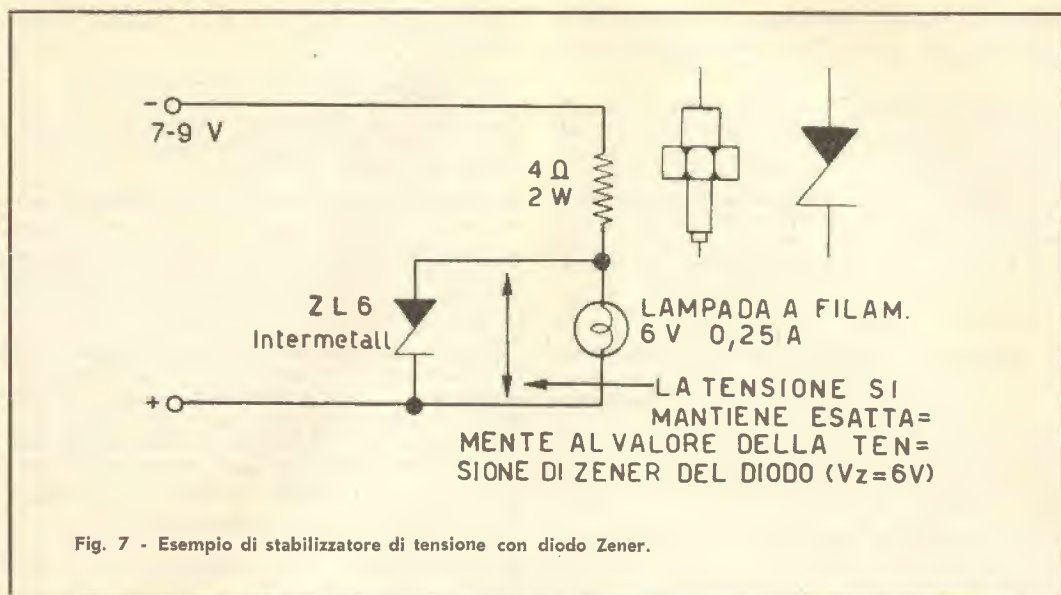 -
7-9 V
4 Ω
2 W
ZL6
Intermetall
LAMPADA A FILAM.
6 V 0,25 A
+
LA TENSIONE SI
MANTIENE ESATTA=
MENTE AL VALORE DELLA TEN=
SIONE DI ZENER DEL DIODO (Vz=6V)
Fig. 7 - Esempio di stabilizzatore di tensione con diodo Zener.